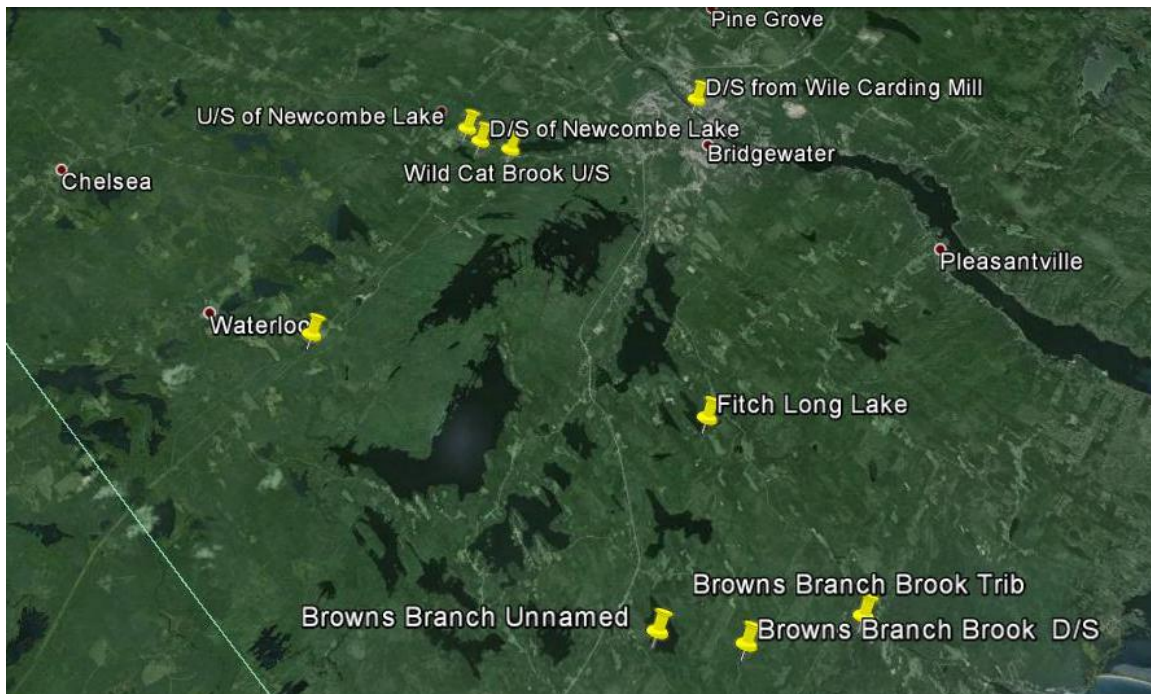 Pine Grove
D/S from Wile Carding Mill
U/S of Newcombe Lake
D/S of Newcombe Lake
Bridgewater
Wild Cat Brook U/S
Chelsea
Pleasantville
Waterloo
Fitch Long Lake
Browns Branch Brook Trib
Browns Branch Unnamed
Browns Branch Brook D/S